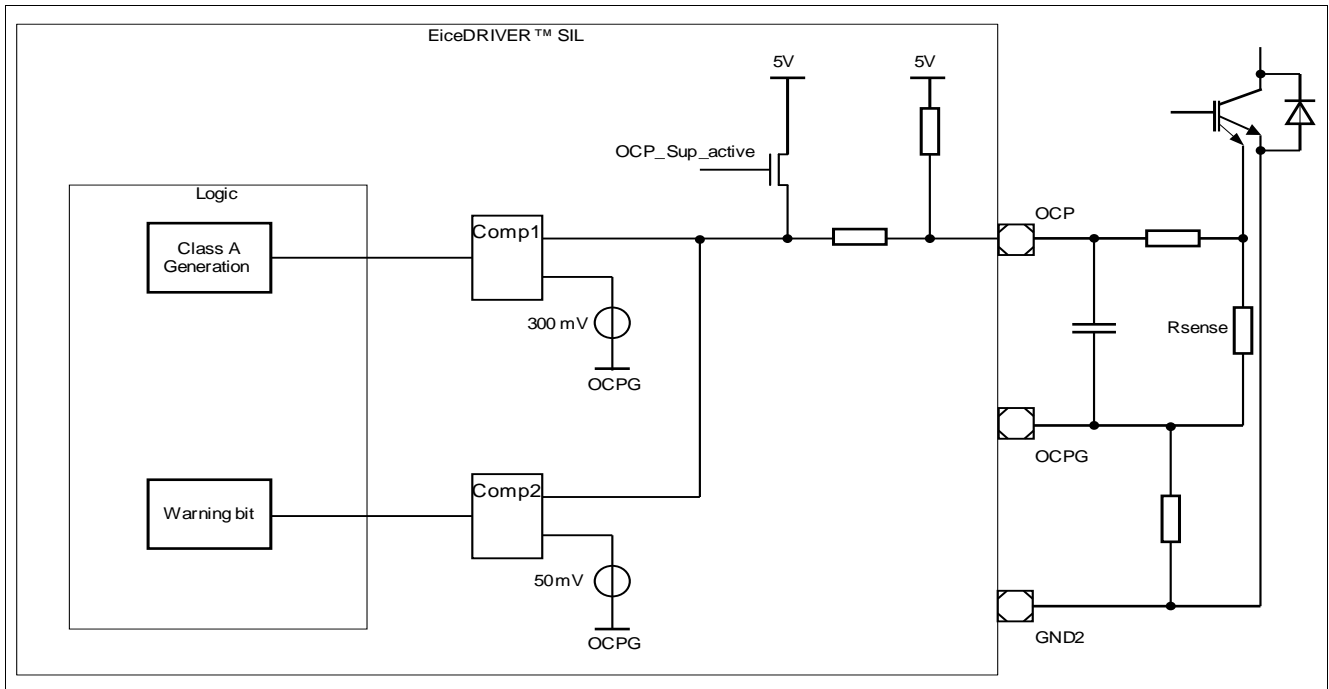 EiceDRIVER™ SIL
5V
5V
OCP_Sup_active
Logic
OCP
Class A
Generation
Comp1
300 mV
Rsense
OCPG
OCPG
Comp2
Warning bit
50mV
OCPG
GND2